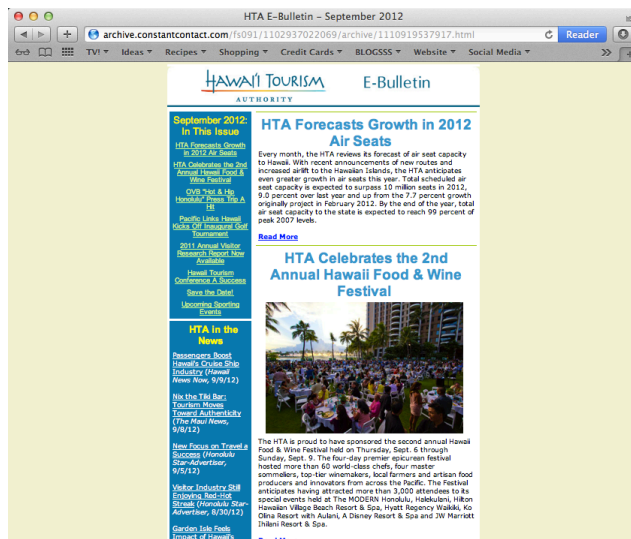 HTA E-Bulletin – September 2012
archive.constantcontact.com/fs091/1102937022069/archive/1110919537917.html
Reader
TV!
Ideas
Recipes
Shopping
Credit Cards
BLOGSSS
Website
Social Media
HAWAI'I TOURISM
AUTHORITY
E-Bulletin
September 2012:
In This Issue
HTA Forecasts Growth
in 2012 Air Seats
HTA Celebrates the 2nd
Annual Hawaii Food &
Wine Festival
OVB "Hot & Hip
Honolulu" Press Trip A
Hit
Pacific Links Hawaii
Kicks Off Inaugural Golf
Tournament
2011 Annual Visitor
Research Report Now
Available
Hawaii Tourism
Conference A Success
Save the Date!
Upcoming Sporting
Events
HTA in the
News
Passengers Boost
Hawaii's Cruise Ship
Industry (Hawaii
News Now, 9/9/12)
Nix the Tiki Bar:
Tourism Moves
Toward Authenticity
(The Maui News,
9/8/12)
New Focus on Travel a
Success (Honolulu
Star-Advertiser,
9/5/12)
Visitor Industry Still
Enjoying Red-Hot
Streak (Honolulu Star-
Advertiser, 8/30/12)
Garden Isle Feels
Impact of Hawaii's
HTA Forecasts Growth in 2012
Air Seats
Every month, the HTA reviews its forecast of air seat capacity
to Hawaii. With recent announcements of new routes and
increased airlift to the Hawaiian Islands, the HTA anticipates
even greater growth in air seats this year. Total scheduled air
seat capacity is expected to surpass 10 million seats in 2012,
9.0 percent over last year and up from the 7.7 percent growth
originally project in February 2012. By the end of the year, total
air seat capacity to the state is expected to reach 99 percent of
peak 2007 levels.
Read More
HTA Celebrates the 2nd
Annual Hawaii Food & Wine
Festival
The HTA is proud to have sponsored the second annual Hawaii
Food & Wine Festival held on Thursday, Sept. 6 through
Sunday, Sept. 9. The four-day premier epicurean festival
hosted more than 60 world-class chefs, four master
sommeliers, top-tier winemakers, local farmers and artisan food
producers and innovators from across the Pacific. The Festival
anticipates having attracted more than 3,000 attendees to its
special events held at The MODERN Honolulu, Halekulani, Hilton
Hawaiian Village Beach Resort & Spa, Hyatt Regency Waikiki, Ko
Olina Resort with Aulani, A Disney Resort & Spa and JW Marriott
Ihilani Resort & Spa.